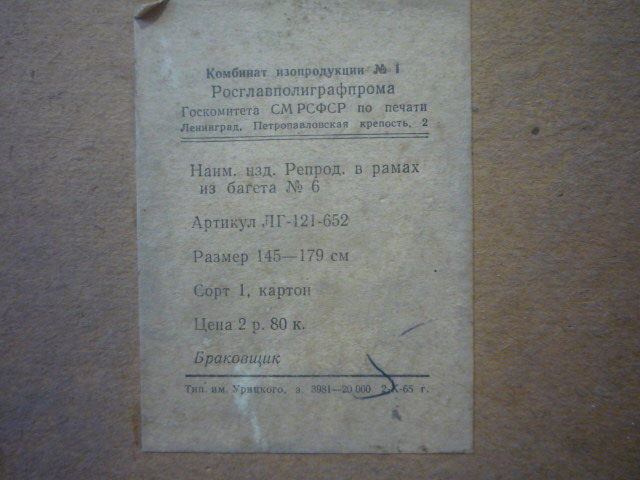 Комбинат изопродукции № 1
Росглавполиграфпрома
Госкомитета СМ РСФСР по печати
Ленинград, Петропавловская крепость, 2
Наим. изд. Репрод. в рамах
из багета № 6
Артикул ЛГ-121-652
Размер 145—179 см
Сорт 1, картон
Цена 2 р. 80 к.
Браковщик
Тип. им. Урицкого, з. 3981—20 000 2-X-65 г.